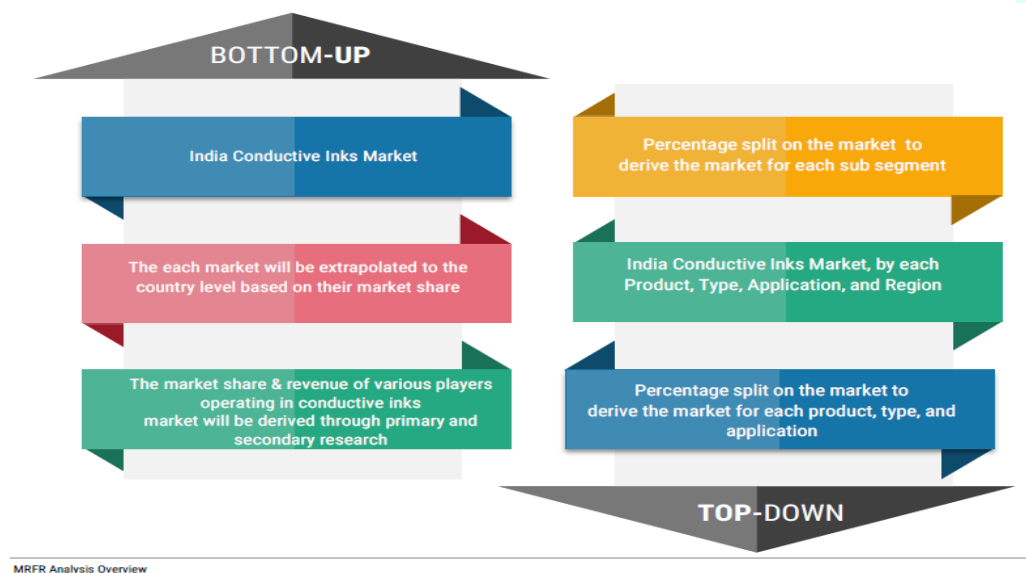 BOTTOM-UP
India Conductive Inks Market
The each market will be extrapolated to the
country level based on their market share
The market share & revenue of various players
operating in conductive inks
market will be derived through primary and
secondary research
Percentage split on the market to
derive the market for each sub segment
India Conductive Inks Market, by each
Product, Type, Application, and Region
Percentage split on the market to
derive the market for each product, type, and
application
TOP-DOWN
MRFR Analysis Overview